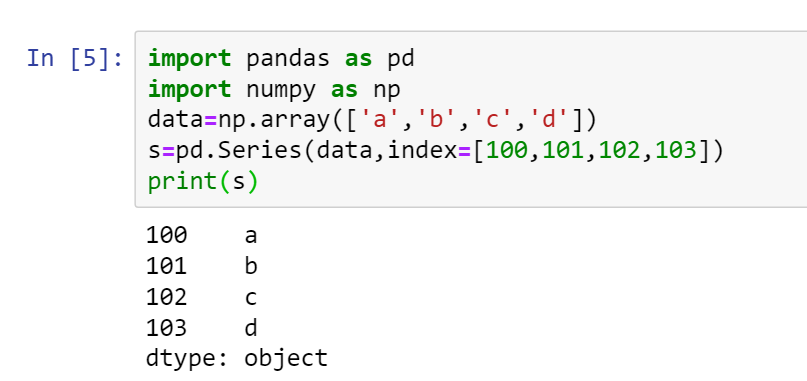 In [5]: import pandas as pd
import numpy as np
data=np.array(['a','b','c','d'])
s=pd.Series(data,index=[100,101,102,103])
print(s)
100    a
101    b
102    c
103    d
dtype: object